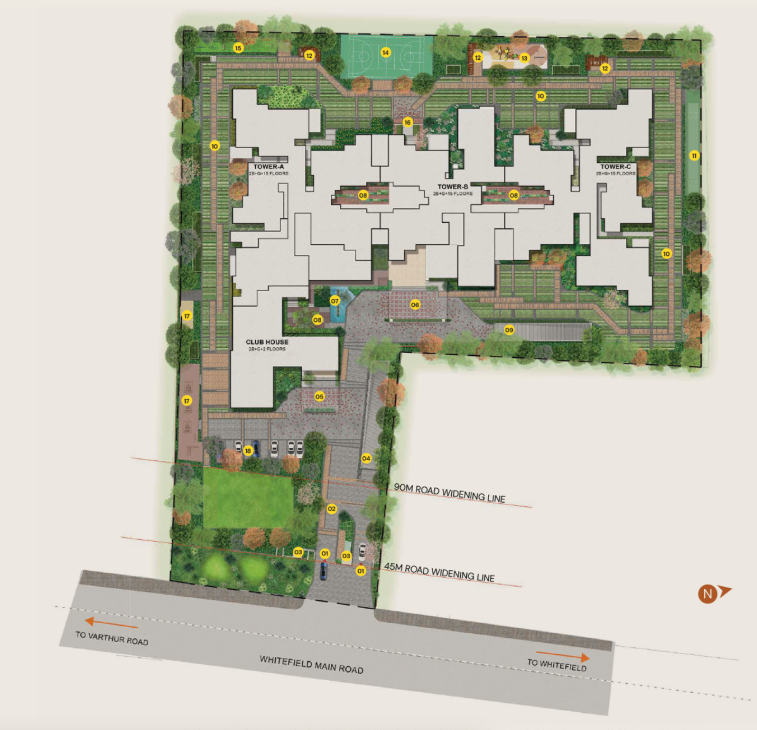 15
12
14
12
13
12
10
16
10
11
TOWER-A
2B+G+15 FLOORS
TOWER-B
2B+G+15 FLOORS
TOWER-C
2B+G+15 FLOORS
08
08
10
07
06
08
09
17
CLUB HOUSE
2B+G+2 FLOORS
17
05
18
04
90M ROAD WIDENING LINE
02
03
01
03
01
45M ROAD WIDENING LINE
N
TO VARTHUR ROAD
WHITEFIELD MAIN ROAD
TO WHITEFIELD